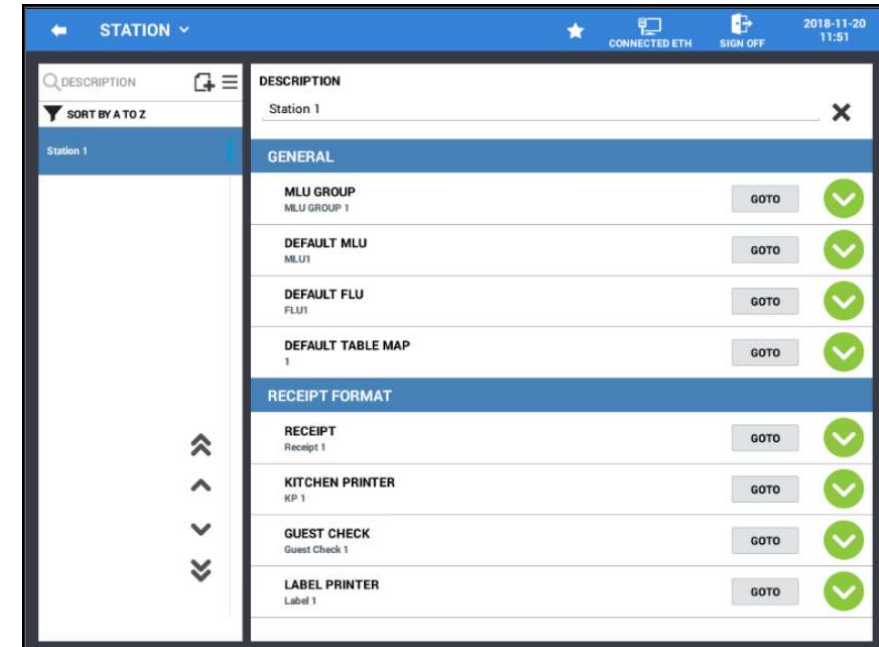 STATION
CONNECTED ETH
SIGN OFF
2018-11-20
11:51
DESCRIPTION
SORT BY A TO Z
Station 1
DESCRIPTION
Station 1
GENERAL
MLU GROUP
MLU GROUP 1
GOTO
DEFAULT MLU
MLU1
GOTO
DEFAULT FLU
FLU1
GOTO
DEFAULT TABLE MAP
1
GOTO
RECEIPT FORMAT
RECEIPT
Receipt 1
GOTO
KITCHEN PRINTER
KP 1
GOTO
GUEST CHECK
Guest Check 1
GOTO
LABEL PRINTER
Label 1
GOTO